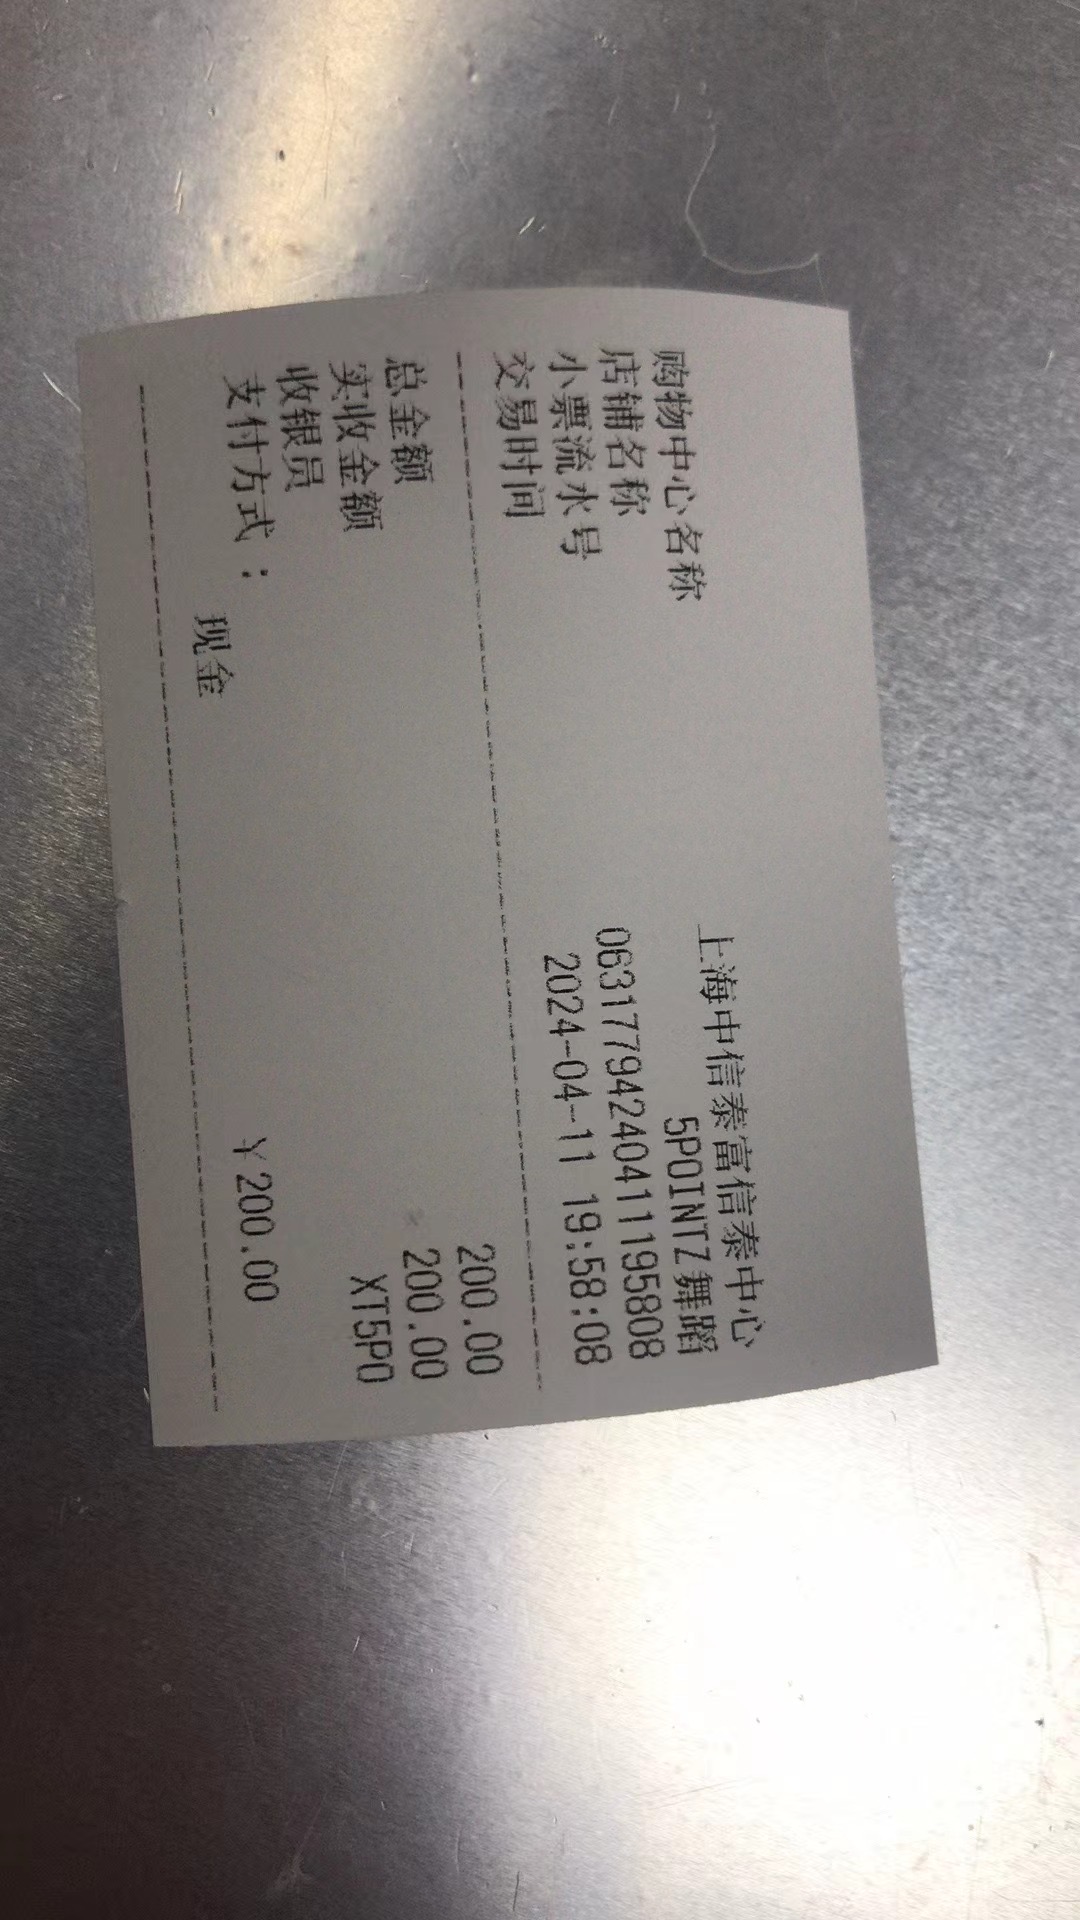 购物中心名称 上海中信泰富信泰中心
店铺名称 5POINTZ舞蹈
小票流水号 0631779424041119​5808
交易时间 2024-04-11 19:58:08
总金额 200.00
实收金额 200.00
收银员 XT5PO
支付方式：
现金 ¥200.00